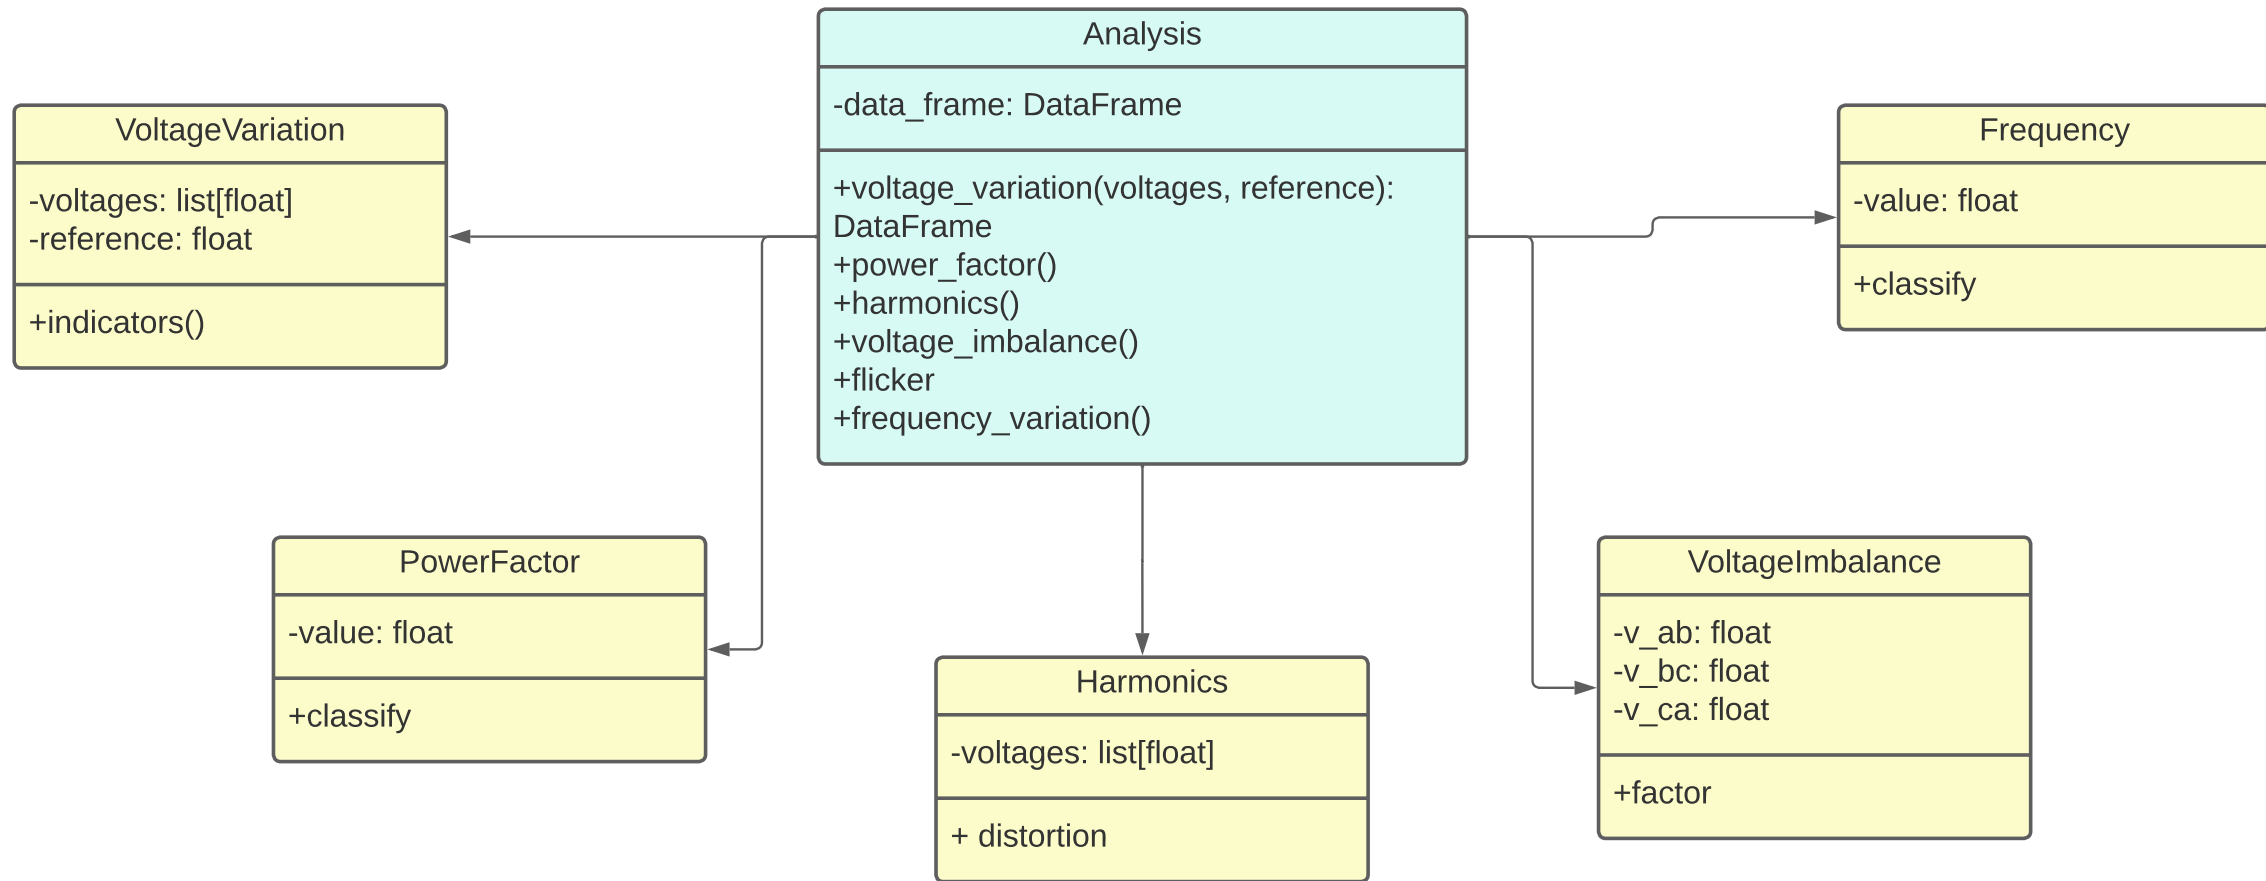 Analysis
-data_frame: DataFrame
+voltage_variation(voltages, reference):
DataFrame
+power_factor()
+harmonics()
+voltage_imbalance()
+flicker
+frequency_variation()
VoltageVariation
-voltages: list[float]
-reference: float
+indicators()
Frequency
-value: float
+classify
PowerFactor
-value: float
+classify
Harmonics
-voltages: list[float]
+ distortion
VoltageImbalance
-v_ab: float
-v_bc: float
-v_ca: float
+factor